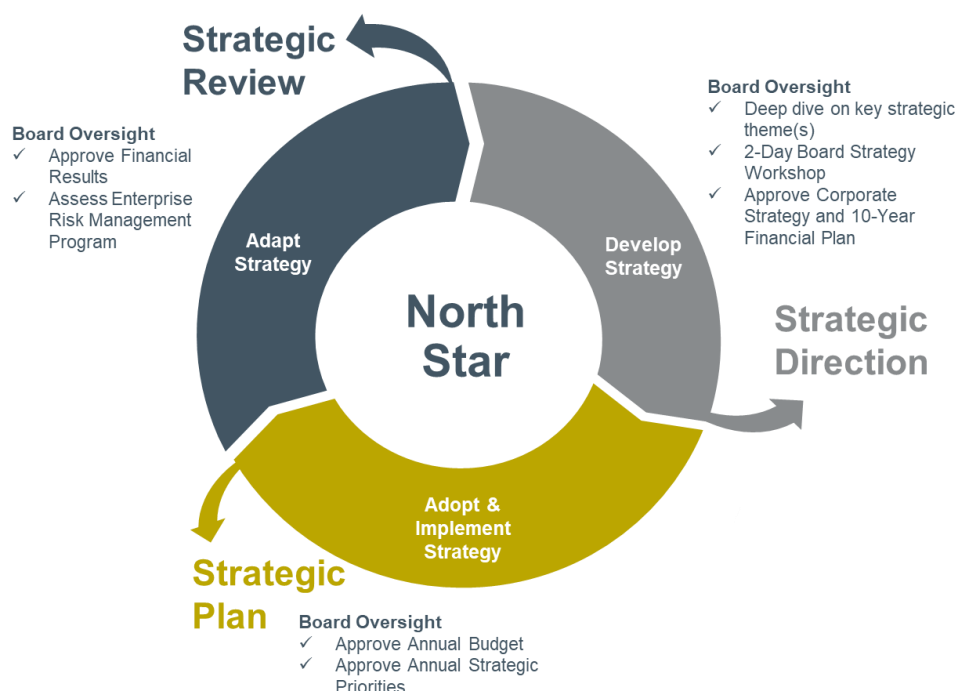 Strategic
Review
Board Oversight
✓ Approve Financial
Results
✓ Assess Enterprise
Risk Management
Program
Adapt
Strategy
Board Oversight
✓ Deep dive on key strategic
theme(s)
✓ 2-Day Board Strategy
Workshop
✓ Approve Corporate
Strategy and 10-Year
Financial Plan
Develop
Strategy
North
Star
Strategic
Direction
Adopt &
Implement
Strategy
Strategic
Plan
Board Oversight
✓ Approve Annual Budget
✓ Approve Annual Strategic
Priorities